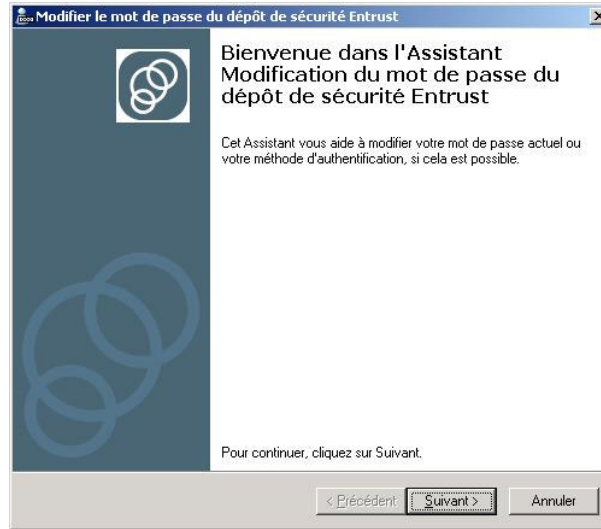 Modifier le mot de passe du dépôt de sécurité Entrust
Bienvenue dans l'Assistant
Modification du mot de passe du
dépôt de sécurité Entrust
Cet Assistant vous aide à modifier votre mot de passe actuel ou
votre méthode d'authentification, si cela est possible.
Pour continuer, cliquez sur Suivant.
< Précédent Suivant > Annuler